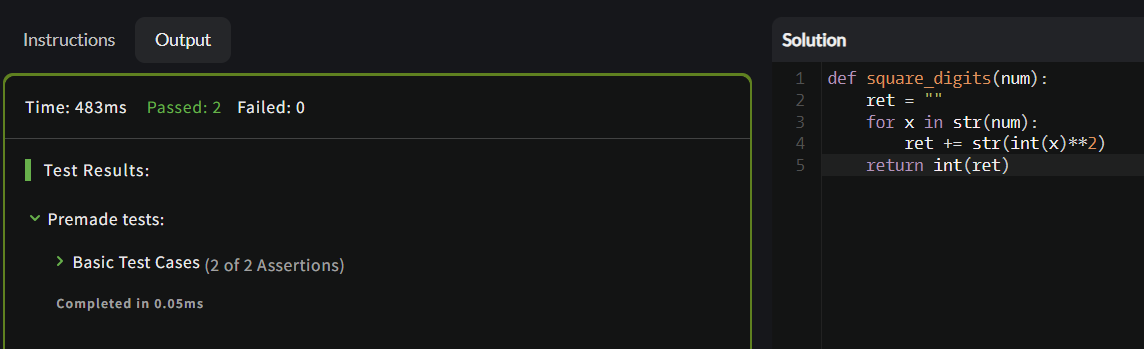 Instructions
Output
Time: 483ms Passed: 2 Failed: 0
Test Results:
Premade tests:
Basic Test Cases (2 of 2 Assertions)
Completed in 0.05ms
Solution
1 def square_digits(num):
2     ret = ""
3     for x in str(num):
4         ret += str(int(x)**2)
5     return int(ret)